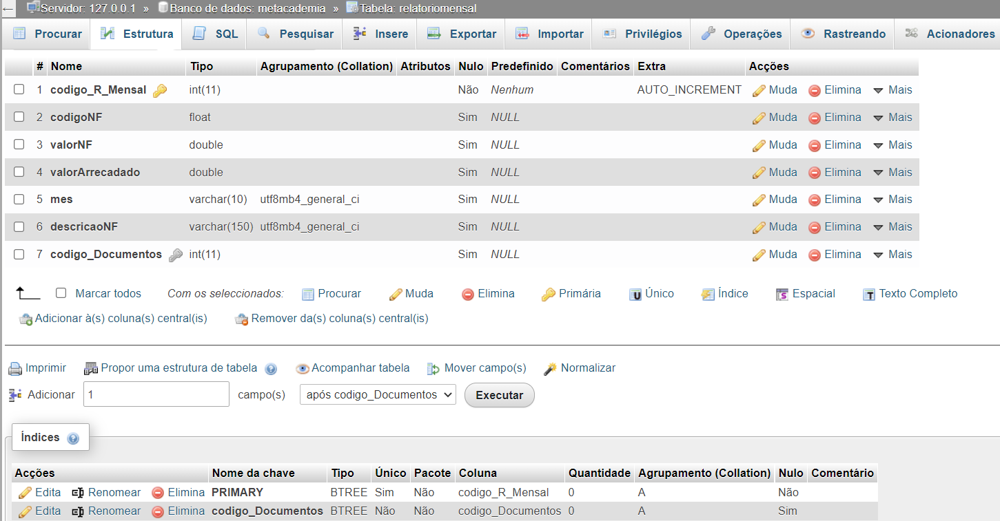 Servidor: 127.0.0.1 » Banco de dados: metacademia » Tabela: relatoriomensal
Procurar Estrutura SQL Pesquisar Insere Exportar Importar Privilégios Operações Rastreando Acionadores
# Nome Tipo Agrupamento (Collation) Atributos Nulo Predefinido Comentários Extra Acções
1 codigo_R_Mensal int(11) Não Nenhum AUTO_INCREMENT Muda Elimina Mais
2 codigoNF float Sim NULL Muda Elimina Mais
3 valorNF double Sim NULL Muda Elimina Mais
4 valorArrecadado double Sim NULL Muda Elimina Mais
5 mes varchar(10) utf8mb4_general_ci Sim NULL Muda Elimina Mais
6 descricaoNF varchar(150) utf8mb4_general_ci Sim NULL Muda Elimina Mais
7 codigo_Documentos int(11) Sim NULL Muda Elimina Mais
Marcar todos Com os seleccionados: Procurar Muda Elimina Primária Único Índice Espacial Texto Completo
Adicionar à(s) coluna(s) central(is) Remover da(s) coluna(s) central(is)
Imprimir Propor uma estrutura de tabela Acompanhar tabela Mover campo(s) Normalizar
Adicionar 1 campo(s) após codigo_Documentos Executar
Índices
Acções Nome da chave Tipo Único Pacote Coluna Quantidade Agrupamento (Collation) Nulo Comentário
Edita Renomear Elimina PRIMARY BTREE Sim Não codigo_R_Mensal 0 A Não
Edita Renomear Elimina codigo_Documentos BTREE Não Não codigo_Documentos 0 A Sim